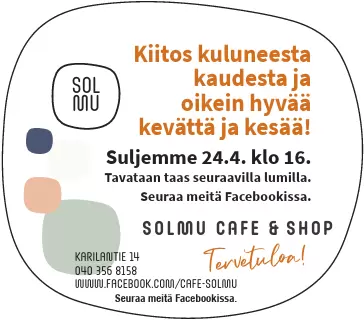 Kiitos kuluneesta
kaudesta ja
oikein hyvää
kevättä ja kesää!
SOL
MU
Suljemme 24.4. klo 16.
Tavataan taas seuraavilla lumilla.
Seuraa meitä Facebookissa.
SOLMU CAFE & SHOP
Tervetuloa!
KARILANTIE 14
040 356 8158
WWW.FACEBOOK.COM/CAFE-SOLMU
Seuraa meitä Facebookissa.